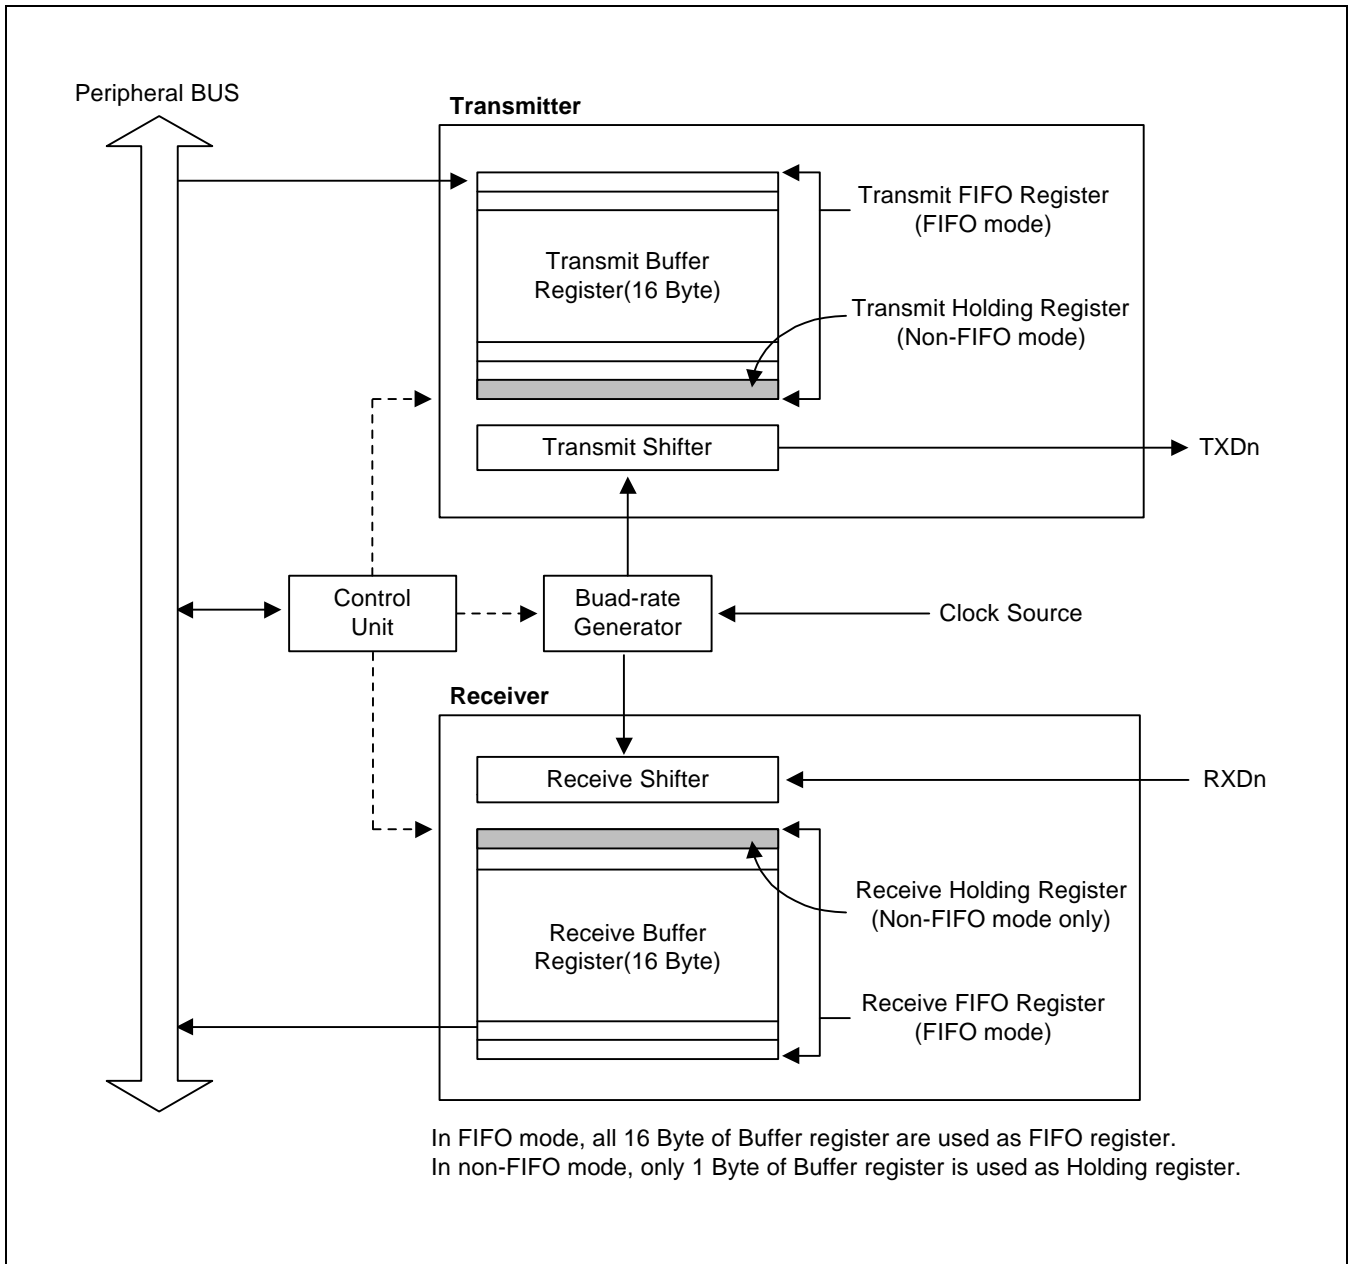 Peripheral BUS
Transmitter
Transmit FIFO Register
(FIFO mode)
Transmit Buffer
Register(16 Byte)
Transmit Holding Register
(Non-FIFO mode)
Transmit Shifter
TXDn
Control
Unit
Buad-rate
Generator
Clock Source
Receiver
Receive Shifter
RXDn
Receive Holding Register
(Non-FIFO mode only)
Receive Buffer
Register(16 Byte)
Receive FIFO Register
(FIFO mode)
In FIFO mode, all 16 Byte of Buffer register are used as FIFO register.
In non-FIFO mode, only 1 Byte of Buffer register is used as Holding register.